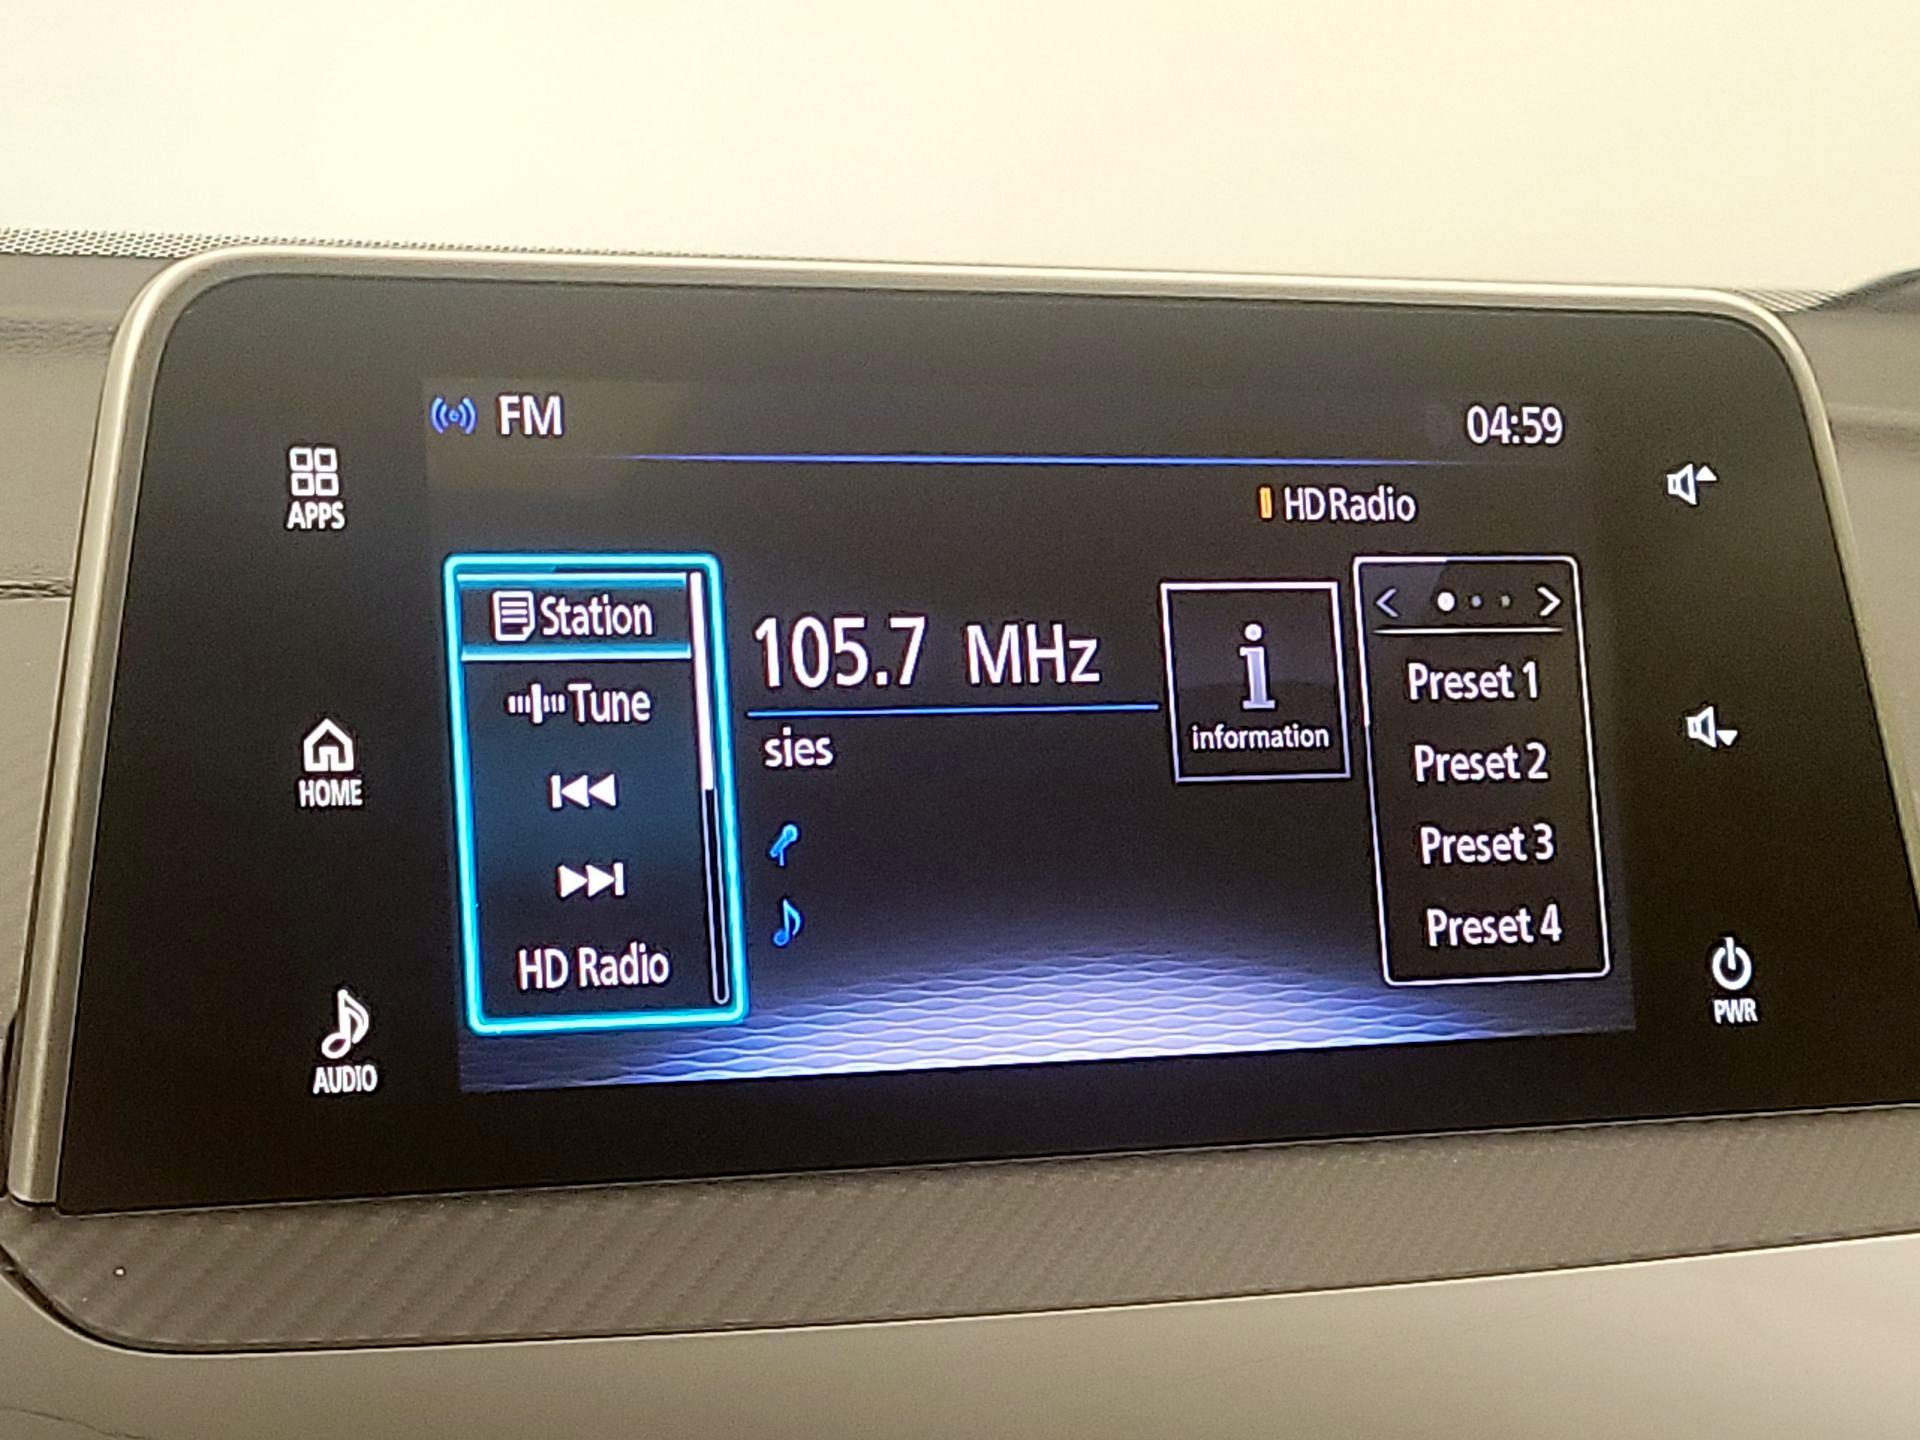 FM
04:59
APPS
HD Radio
Station
105.7 MHz
information
Tune
sies
HOME
HD Radio
AUDIO
Preset 1
Preset 2
Preset 3
Preset 4
PWR